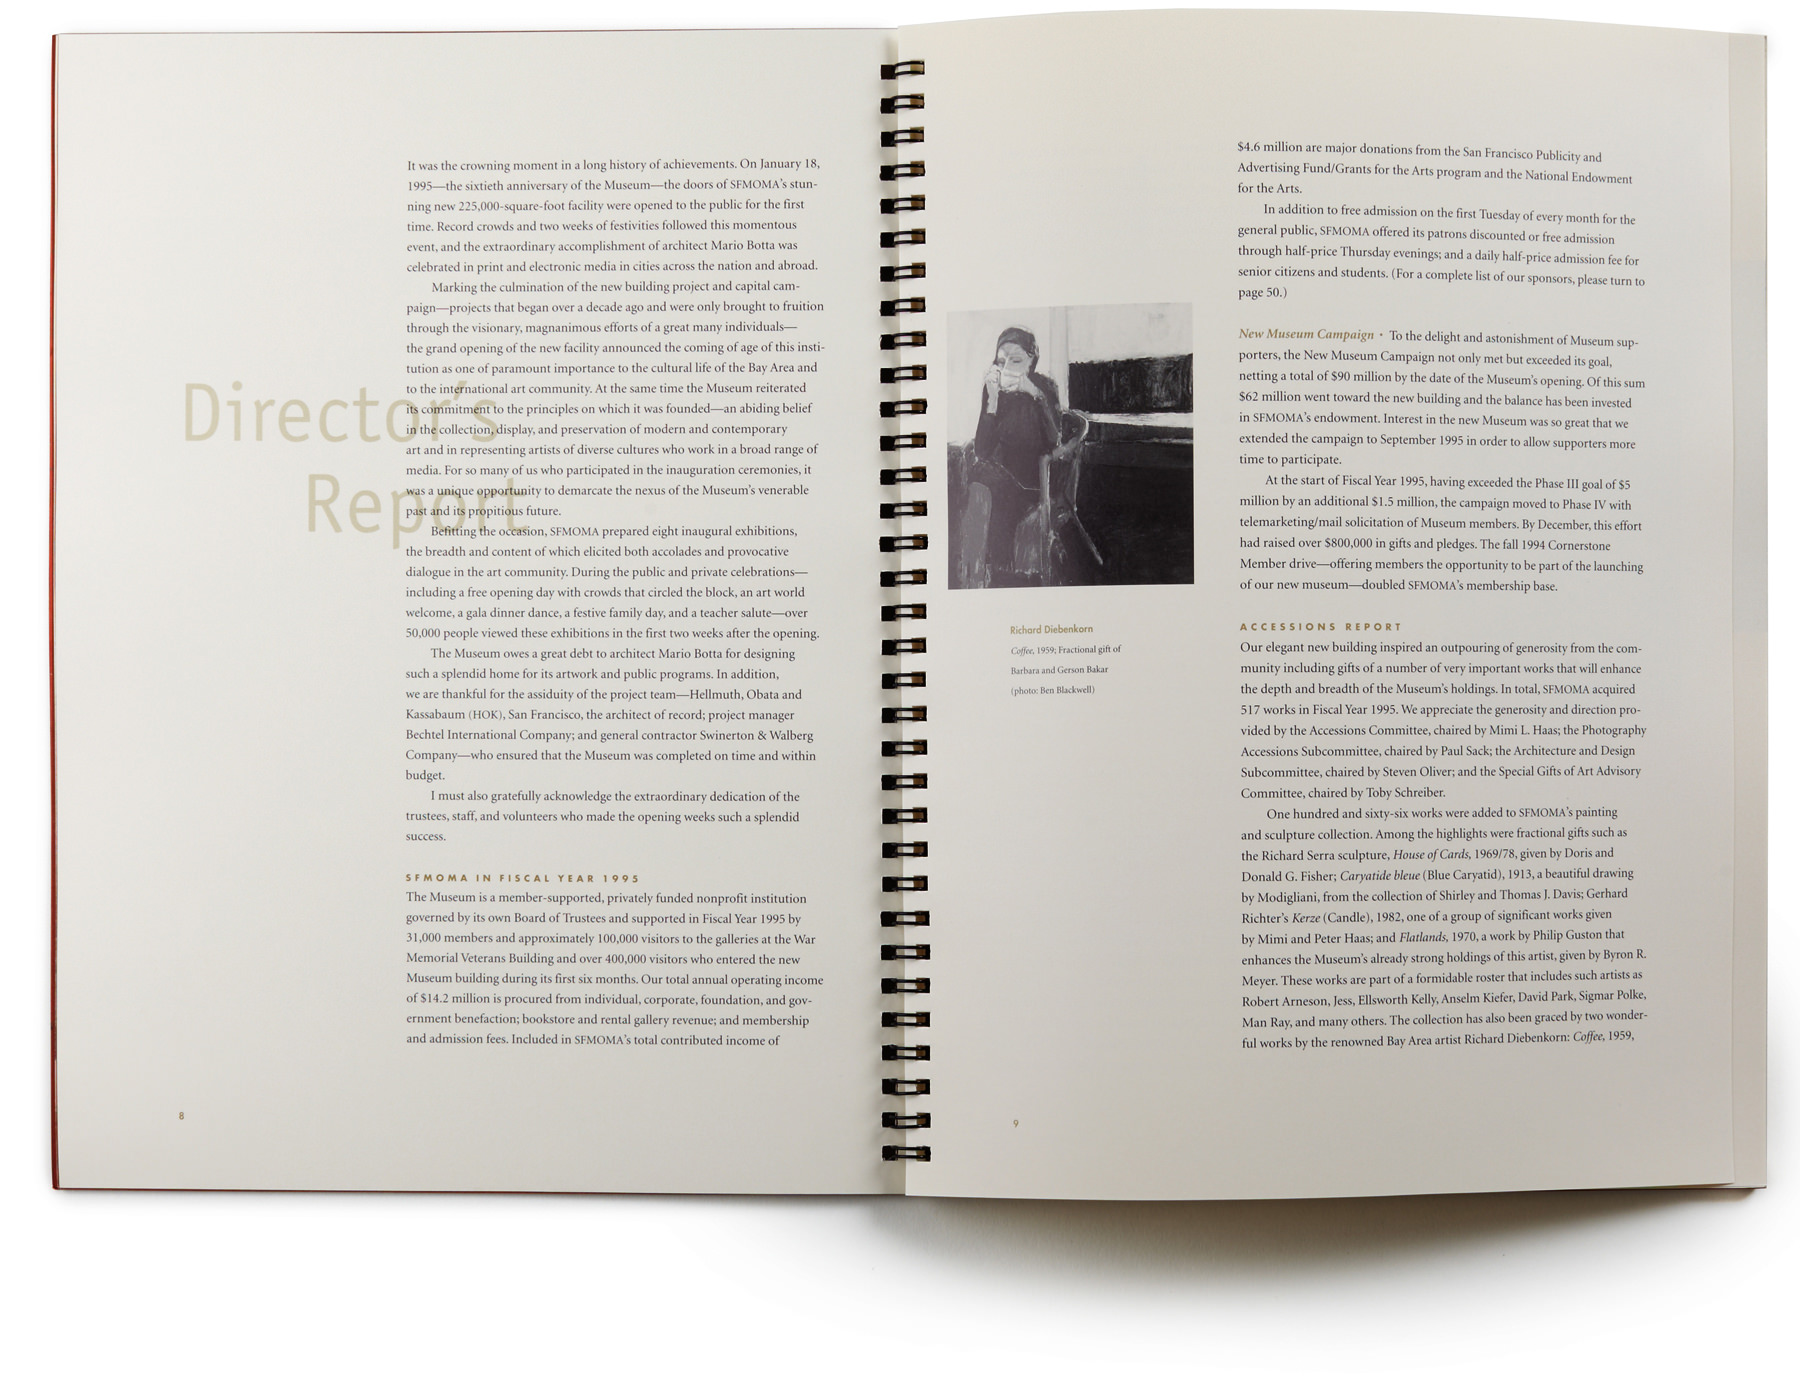 Director's
Report
It was the crowning moment in a long history of achievements. On January 18,
1995—the sixtieth anniversary of the Museum—the doors of SFMOMA's stun-
ning new 225,000-square-foot facility were opened to the public for the first
time. Record crowds and two weeks of festivities followed this momentous
event, and the extraordinary accomplishment of architect Mario Botta was
celebrated in print and electronic media in cities across the nation and abroad.
Marking the culmination of the new building project and capital cam-
paign—projects that began over a decade ago and were only brought to fruition
through the visionary, magnanimous efforts of a great many individuals—
the grand opening of the new facility announced the coming of age of this insti-
tution as one of paramount importance to the cultural life of the Bay Area and
to the international art community. At the same time the Museum reiterated
its commitment to the principles on which it was founded—an abiding belief
in the collection, display, and preservation of modern and contemporary
art and in representing artists of diverse cultures who work in a broad range of
media. For so many of us who participated in the inauguration ceremonies, it
was a unique opportunity to demarcate the nexus of the Museum's venerable
past and its propitious future.
Befitting the occasion, SFMOMA prepared eight inaugural exhibitions,
the breadth and content of which elicited both accolades and provocative
dialogue in the art community. During the public and private celebrations—
including a free opening day with crowds that circled the block, an art world
welcome, a gala dinner dance, a festive family day, and a teacher salute—over
50,000 people viewed these exhibitions in the first two weeks after the opening.
The Museum owes a great debt to architect Mario Botta for designing
such a splendid home for its artwork and public programs. In addition,
we are thankful for the assiduity of the project team—Hellmuth, Obata and
Kassabaum (HOK), San Francisco, the architect of record; project manager
Bechtel International Company; and general contractor Swinerton & Walberg
Company—who ensured that the Museum was completed on time and within
budget.
I must also gratefully acknowledge the extraordinary dedication of the
trustees, staff, and volunteers who made the opening weeks such a splendid
success.
SFMOMA IN FISCAL YEAR 1995
The Museum is a member-supported, privately funded nonprofit institution
governed by its own Board of Trustees and supported in Fiscal Year 1995 by
31,000 members and approximately 100,000 visitors to the galleries at the War
Memorial Veterans Building and over 400,000 visitors who entered the new
Museum building during its first six months. Our total annual operating income
of $14.2 million is procured from individual, corporate, foundation, and gov-
ernment benefaction; bookstore and rental gallery revenue; and membership
and admission fees. Included in SFMOMA's total contributed income of
8
$4.6 million are major donations from the San Francisco Publicity and
Advertising Fund/Grants for the Arts program and the National Endowment
for the Arts.
In addition to free admission on the first Tuesday of every month for the
general public, SFMOMA offered its patrons discounted or free admission
through half-price Thursday evenings; and a daily half-price admission fee for
senior citizens and students. (For a complete list of our sponsors, please turn to
page 50.)
New Museum Campaign · To the delight and astonishment of Museum sup-
porters, the New Museum Campaign not only met but exceeded its goal,
netting a total of $90 million by the date of the Museum's opening. Of this sum
$62 million went toward the new building and the balance has been invested
in SFMOMA's endowment. Interest in the new Museum was so great that we
extended the campaign to September 1995 in order to allow supporters more
time to participate.
At the start of Fiscal Year 1995, having exceeded the Phase III goal of $5
million by an additional $1.5 million, the campaign moved to Phase IV with
telemarketing/mail solicitation of Museum members. By December, this effort
had raised over $800,000 in gifts and pledges. The fall 1994 Cornerstone
Member drive—offering members the opportunity to be part of the launching
of our new museum—doubled SFMOMA's membership base.
Richard Diebenkorn
Coffee, 1959; Fractional gift of
Barbara and Gerson Bakar
(photo: Ben Blackwell)
ACCESSIONS REPORT
Our elegant new building inspired an outpouring of generosity from the com-
munity including gifts of a number of very important works that will enhance
the depth and breadth of the Museum's holdings. In total, SFMOMA acquired
517 works in Fiscal Year 1995. We appreciate the generosity and direction pro-
vided by the Accessions Committee, chaired by Mimi L. Haas; the Photography
Accessions Subcommittee, chaired by Paul Sack; the Architecture and Design
Subcommittee, chaired by Steven Oliver; and the Special Gifts of Art Advisory
Committee, chaired by Toby Schreiber.
One hundred and sixty-six works were added to SFMOMA's painting
and sculpture collection. Among the highlights were fractional gifts such as
the Richard Serra sculpture, House of Cards, 1969/78, given by Doris and
Donald G. Fisher; Caryatide bleue (Blue Caryatid), 1913, a beautiful drawing
by Modigliani, from the collection of Shirley and Thomas J. Davis; Gerhard
Richter's Kerze (Candle), 1982, one of a group of significant works given
by Mimi and Peter Haas; and Flatlands, 1970, a work by Philip Guston that
enhances the Museum's already strong holdings of this artist, given by Byron R.
Meyer. These works are part of a formidable roster that includes such artists as
Robert Arneson, Jess, Ellsworth Kelly, Anselm Kiefer, David Park, Sigmar Polke,
Man Ray, and many others. The collection has also been graced by two wonder-
ful works by the renowned Bay Area artist Richard Diebenkorn: Coffee, 1959,
9